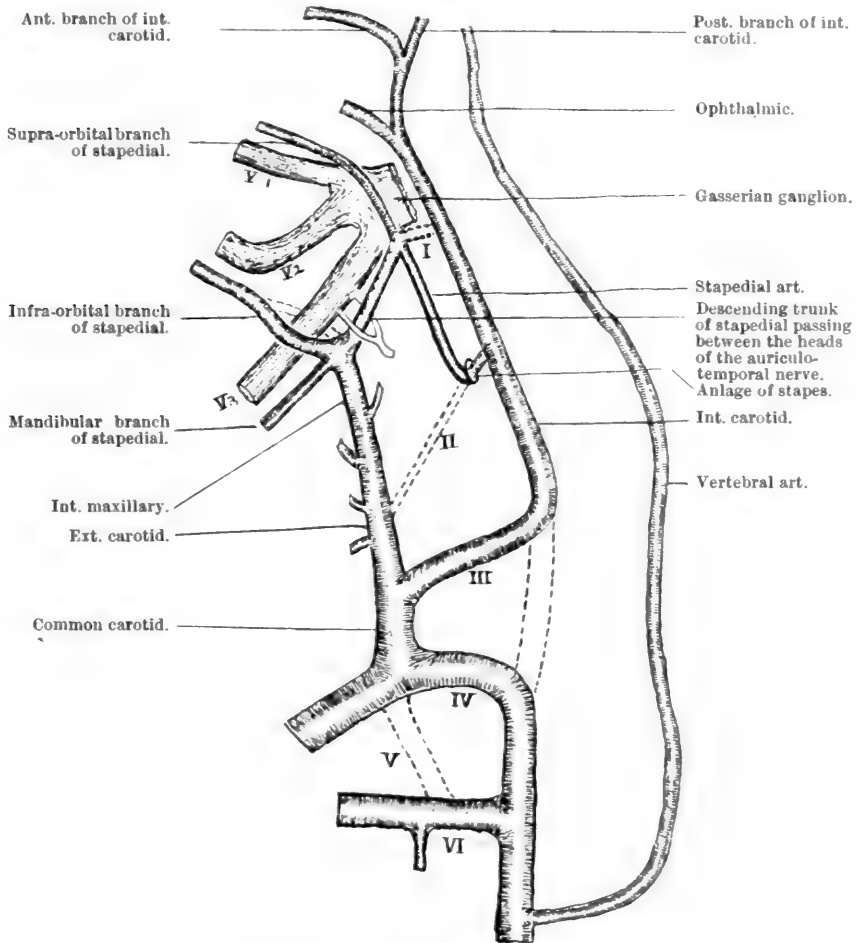 Ant. branch of int.
carotid.
Post. branch of int.
carotid.
Ophthalmic.
Supra-orbital branch
of stapedial.
V1
Gasserian ganglion.
I
V2
Stapedial art.
Infra-orbital branch
of stapedial.
Descending trunk
of stapedial passing
between the heads
of the auriculo-
temporal nerve.
Anlage of stapes.
V3
Mandibular branch
of stapedial.
II
Int. carotid.
Vertebral art.
Int. maxillary.
Ext. carotid.
III
Common carotid.
IV
V
VI